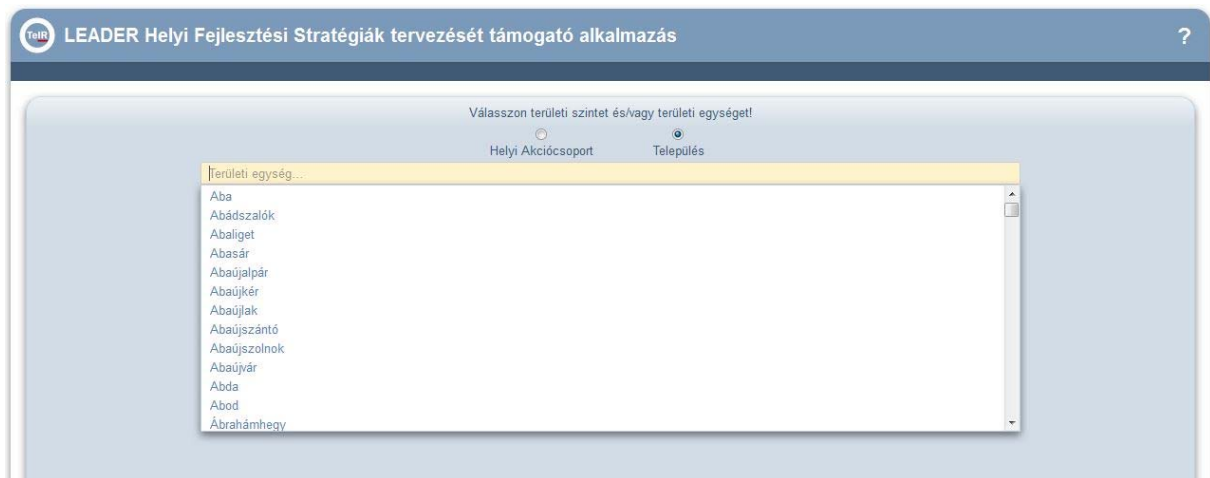 TeIR LEADER Helyi Fejlesztési Stratégiák tervezését támogató alkalmazás ?
Válasszon területi szintet és/vagy területi egységet!
Helyi Akciócsoport Település
Területi egység...
Aba
Abádszalók
Abaliget
Abasár
Abaújalpár
Abaújkér
Abaújlak
Abaújszántó
Abaújszolnok
Abaújvár
Abda
Abod
Ábrahámhegy